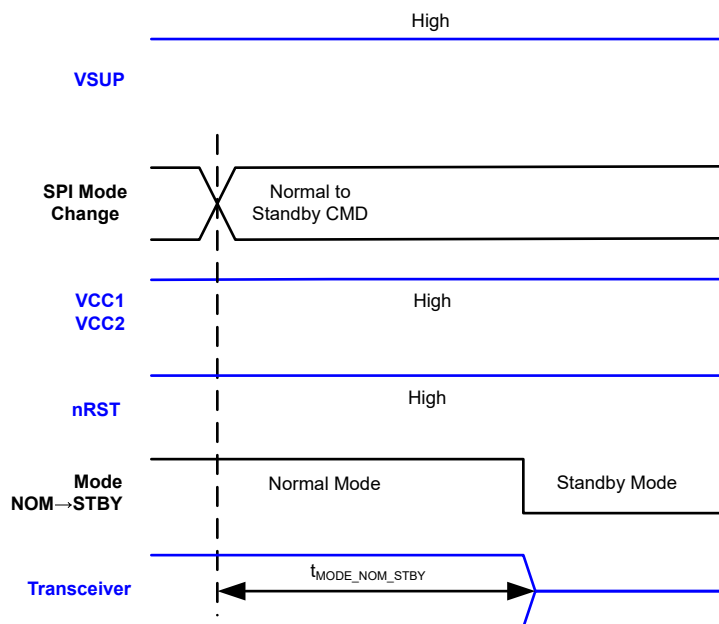 High
VSUP
SPI Mode
Change
Normal to
Standby CMD
VCC1
VCC2
High
nRST
High
Mode
NOM→STBY
Normal Mode
Standby Mode
Transceiver
tMODE_NOM_STBY